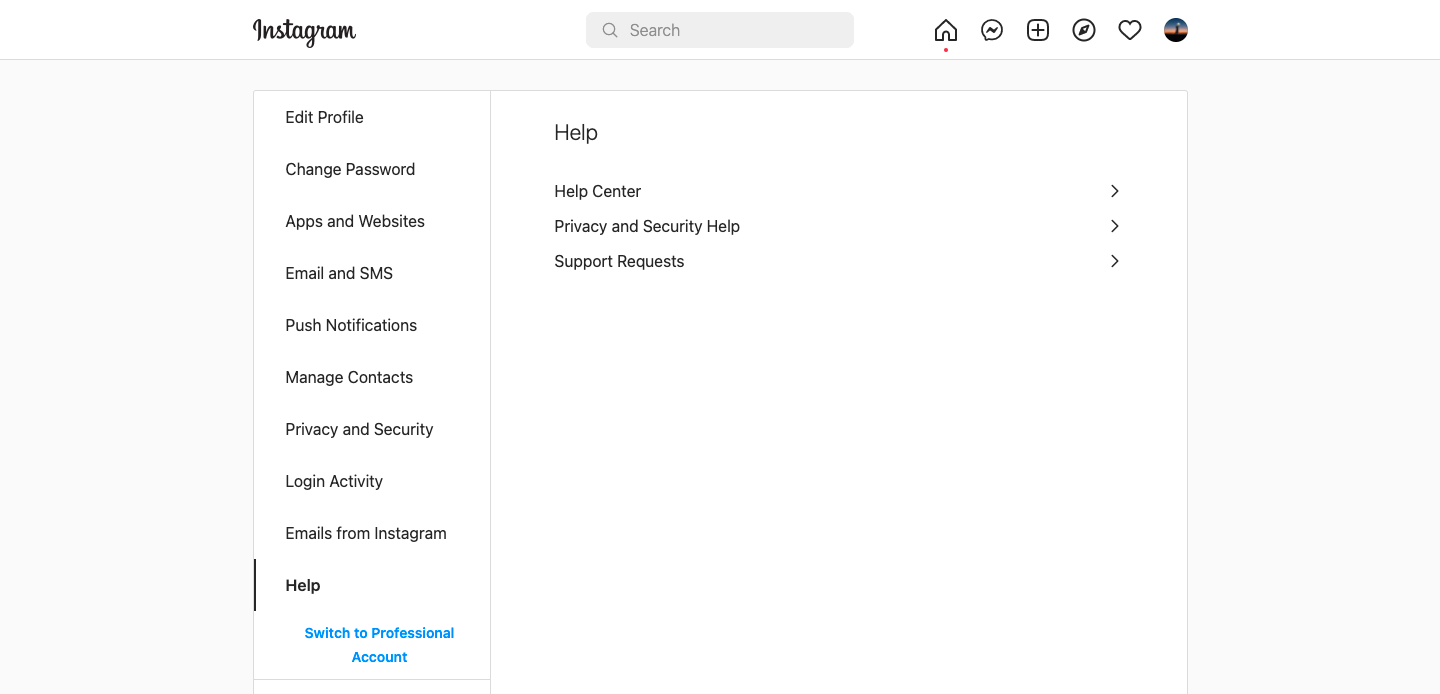 Instagram
Search
Edit Profile
Change Password
Apps and Websites
Email and SMS
Push Notifications
Manage Contacts
Privacy and Security
Login Activity
Emails from Instagram
Help
Switch to Professional
Account
Help
Help Center
Privacy and Security Help
Support Requests